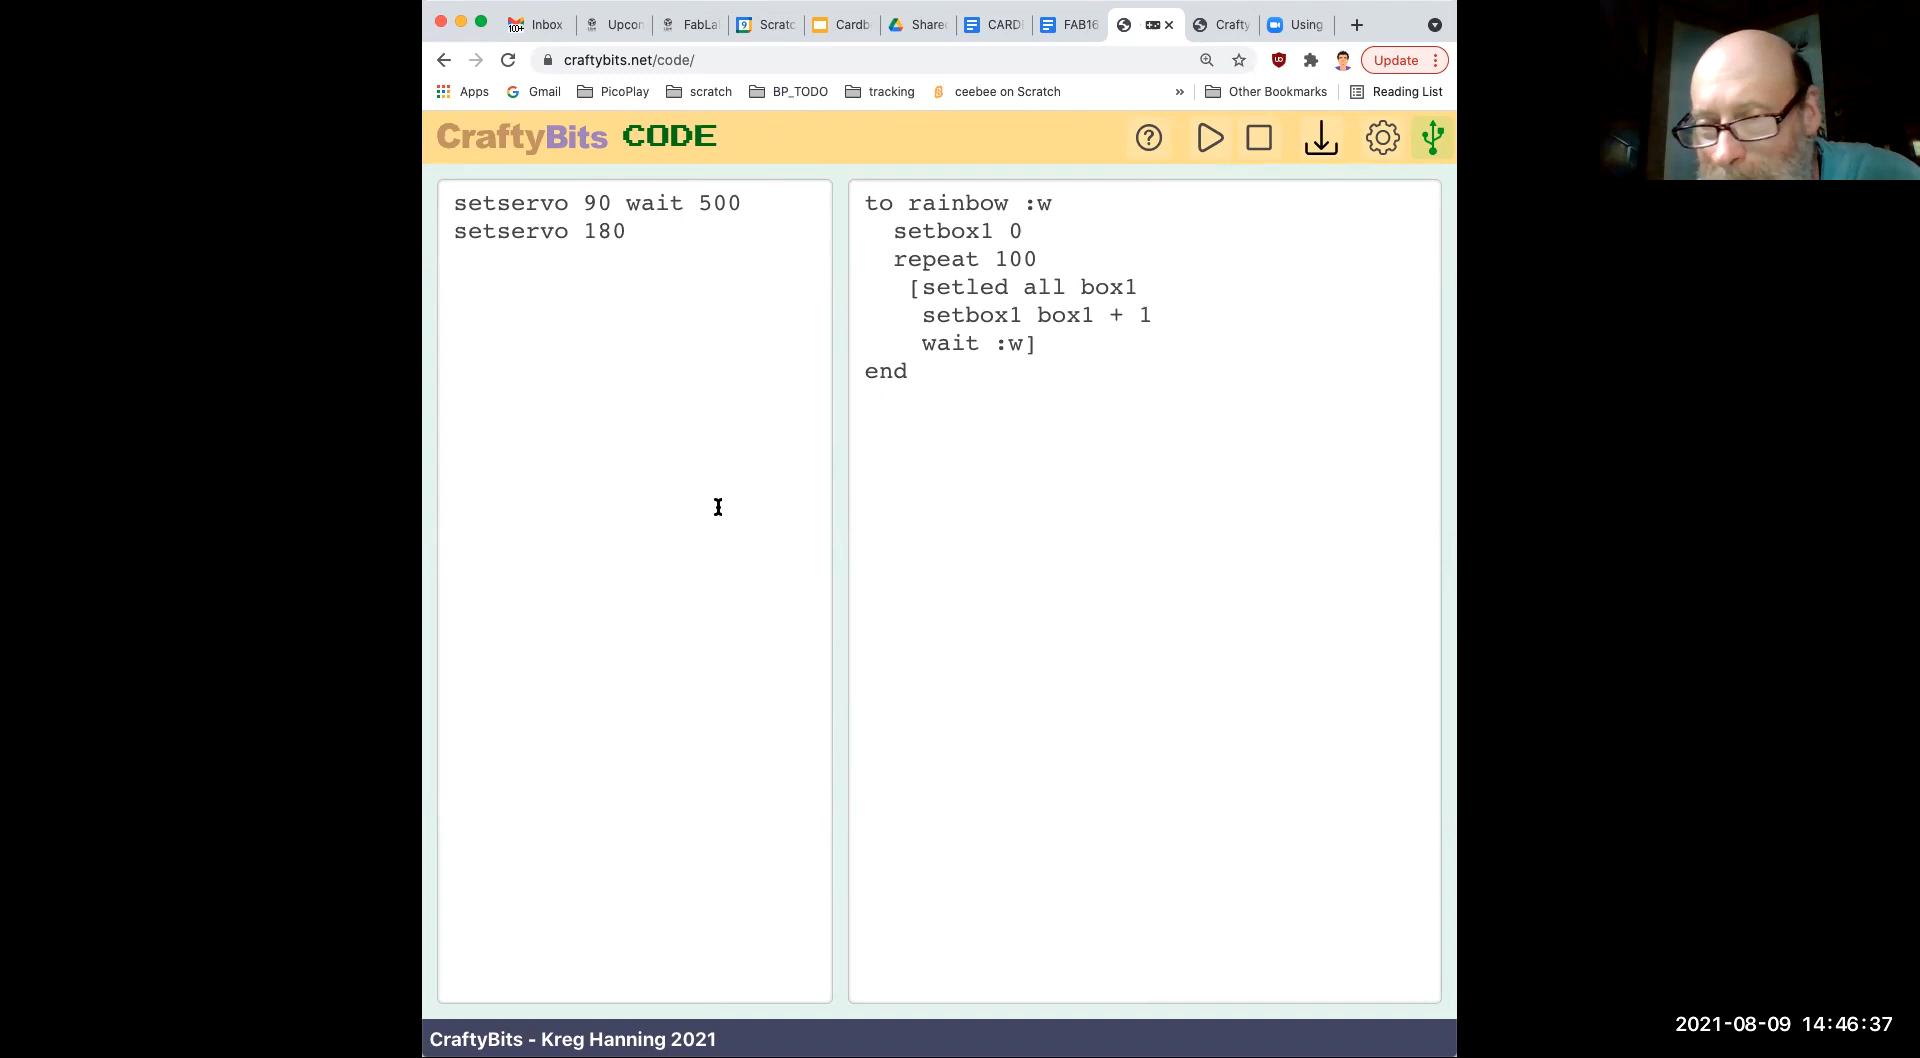 Inbox Upcon FabLa Scratc Cardb Share CARD FAB16 Crafty Using
craftybits.net/code/ Update
Apps Gmail PicoPlay scratch BP_TODO tracking ceebee on Scratch » Other Bookmarks Reading List
CraftyBits CODE
setservo 90 wait 500
setservo 180
to rainbow :w
setbox1 0
repeat 100
[setled all box1
setbox1 box1 + 1
wait :w]
end
CraftyBits - Kreg Hanning 2021
2021-08-09 14:46:37